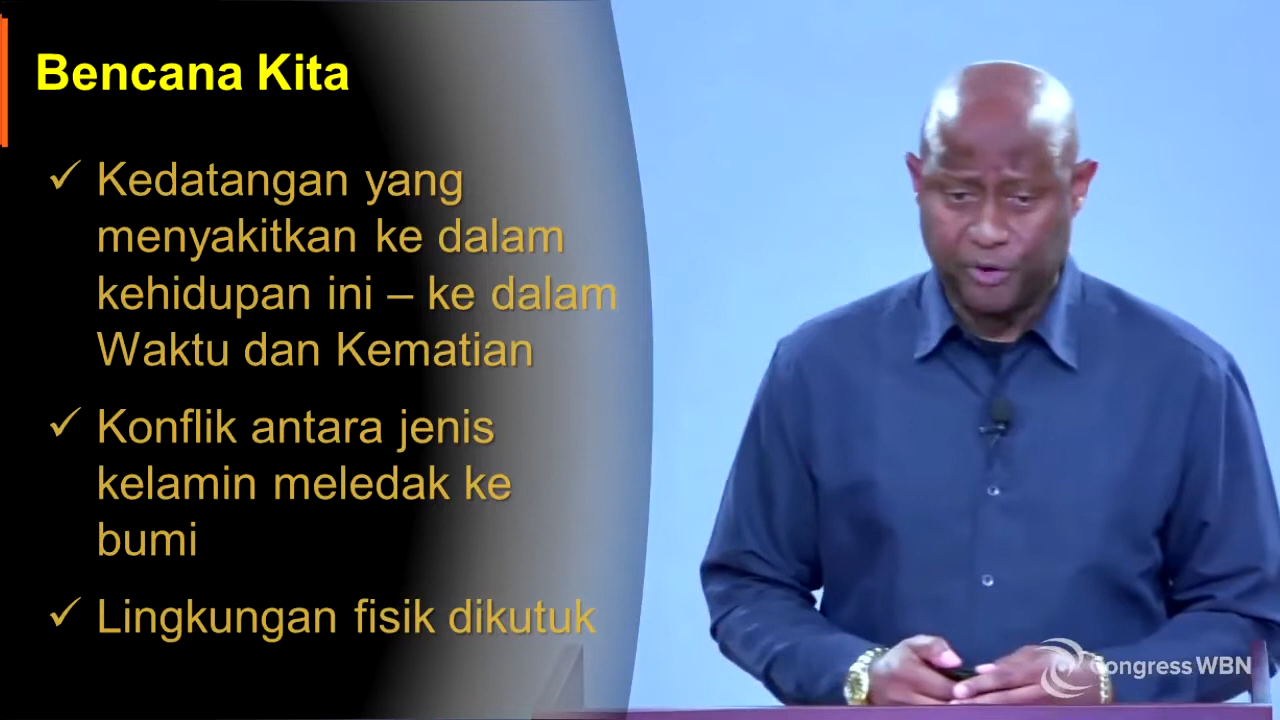 Bencana Kita
✓ Kedatangan yang
menyakitkan ke dalam
kehidupan ini – ke dalam
Waktu dan Kematian
✓ Konflik antara jenis
kelamin meledak ke
bumi
✓ Lingkungan fisik dikutuk
Congress WBN